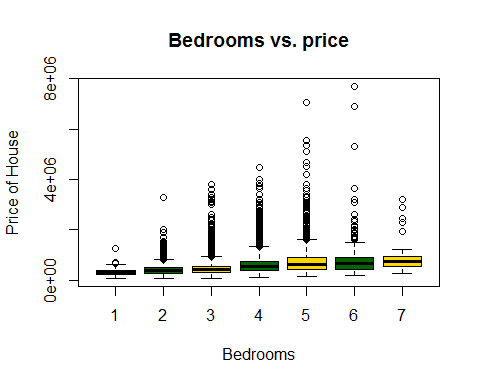 Bedrooms vs. price
Price of House
8e+06
4e+06
0e+00
1 2 3 4 5 6 7
Bedrooms